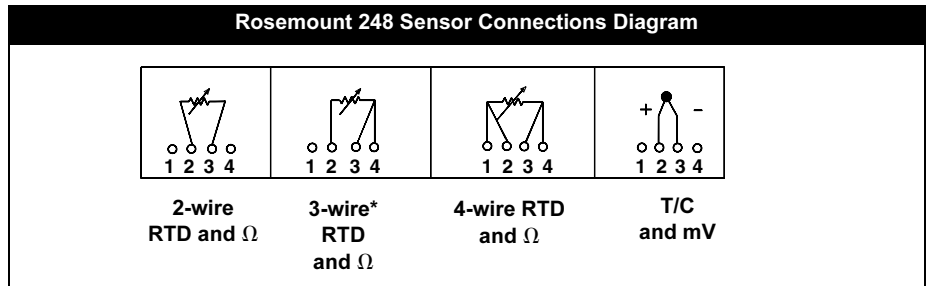 Rosemount 248 Sensor Connections Diagram
1 2 3 4
1 2 3 4
1 2 3 4
+ -
1 2 3 4
2-wire
RTD and Ω
3-wire*
RTD
and Ω
4-wire RTD
and Ω
T/C
and mV